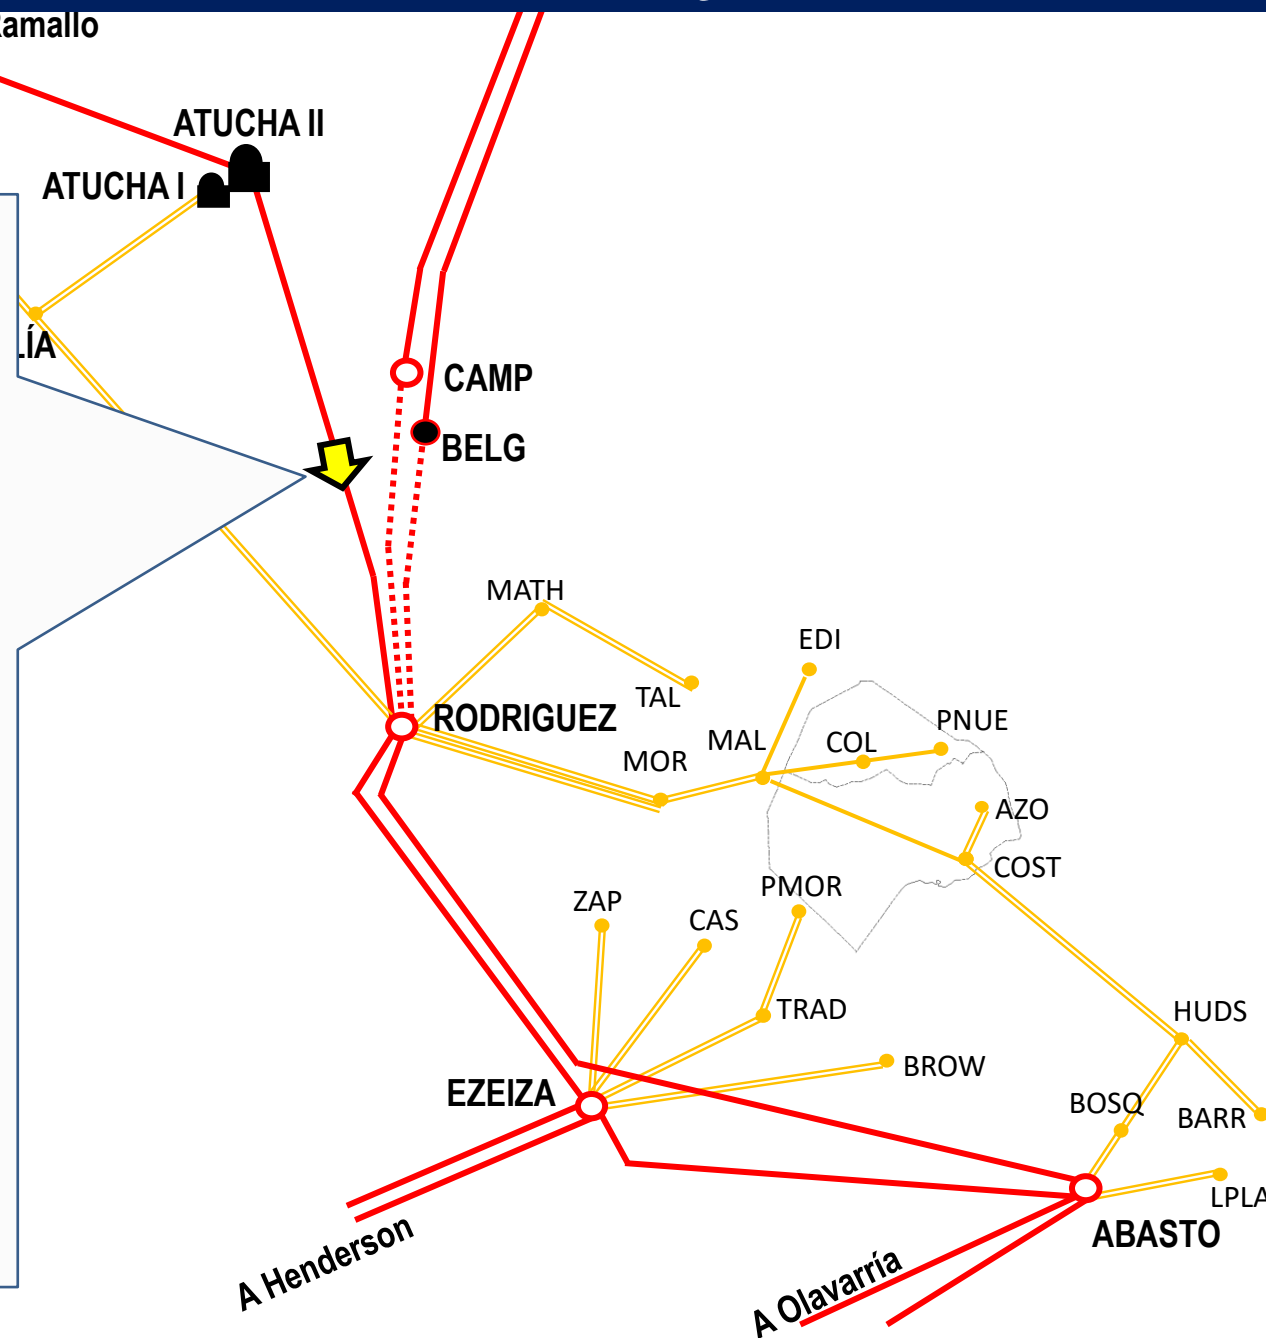 amallo
ATUCHA II
ATUCHA I
LÍA
CAMP
BELG
MATH
EDI
TAL
RODRIGUEZ
PNUE
MAL
COL
MOR
AZO
COST
PMOR
ZAP
CAS
TRAD
HUDS
BROW
EZEIZA
BOSQ
BARR
LPLA
ABASTO
A Henderson
A Olavarría